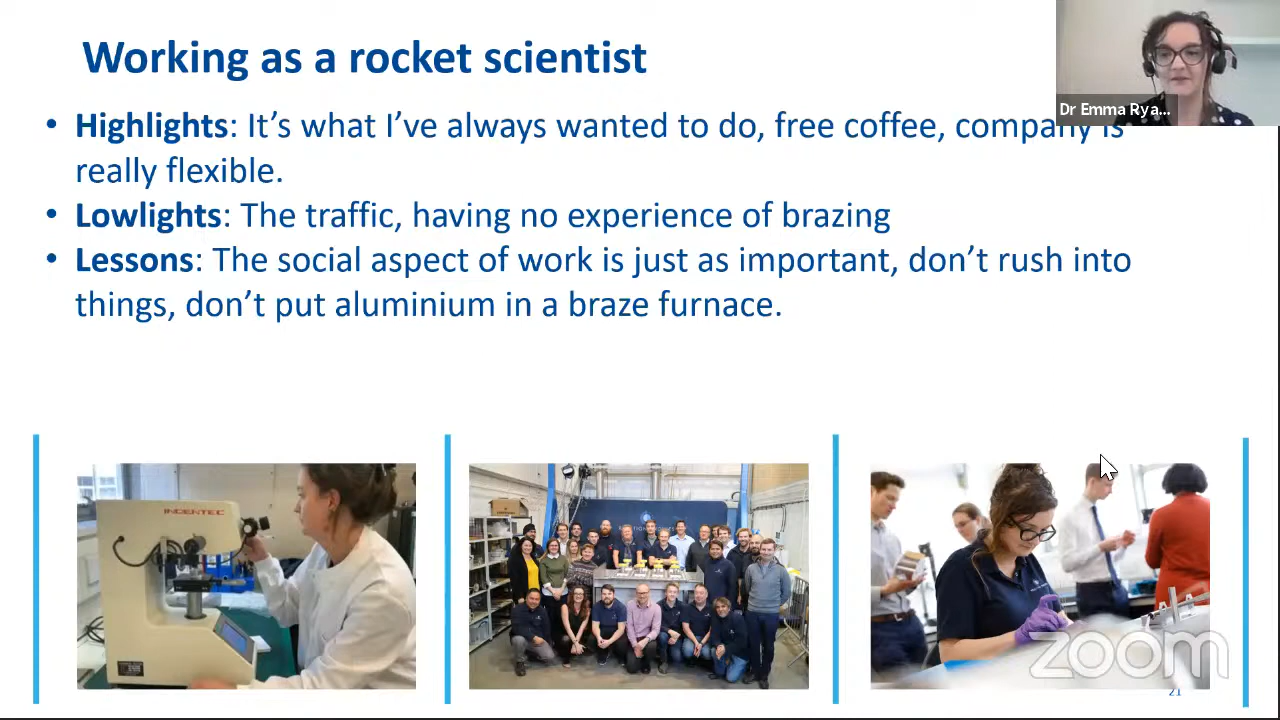 Working as a rocket scientist
Dr Emma Rya...
• Highlights: It's what I've always wanted to do, free coffee, company is
really flexible.
• Lowlights: The traffic, having no experience of brazing
• Lessons: The social aspect of work is just as important, don't rush into
things, don't put aluminium in a braze furnace.
INDENTEC
zoom
21